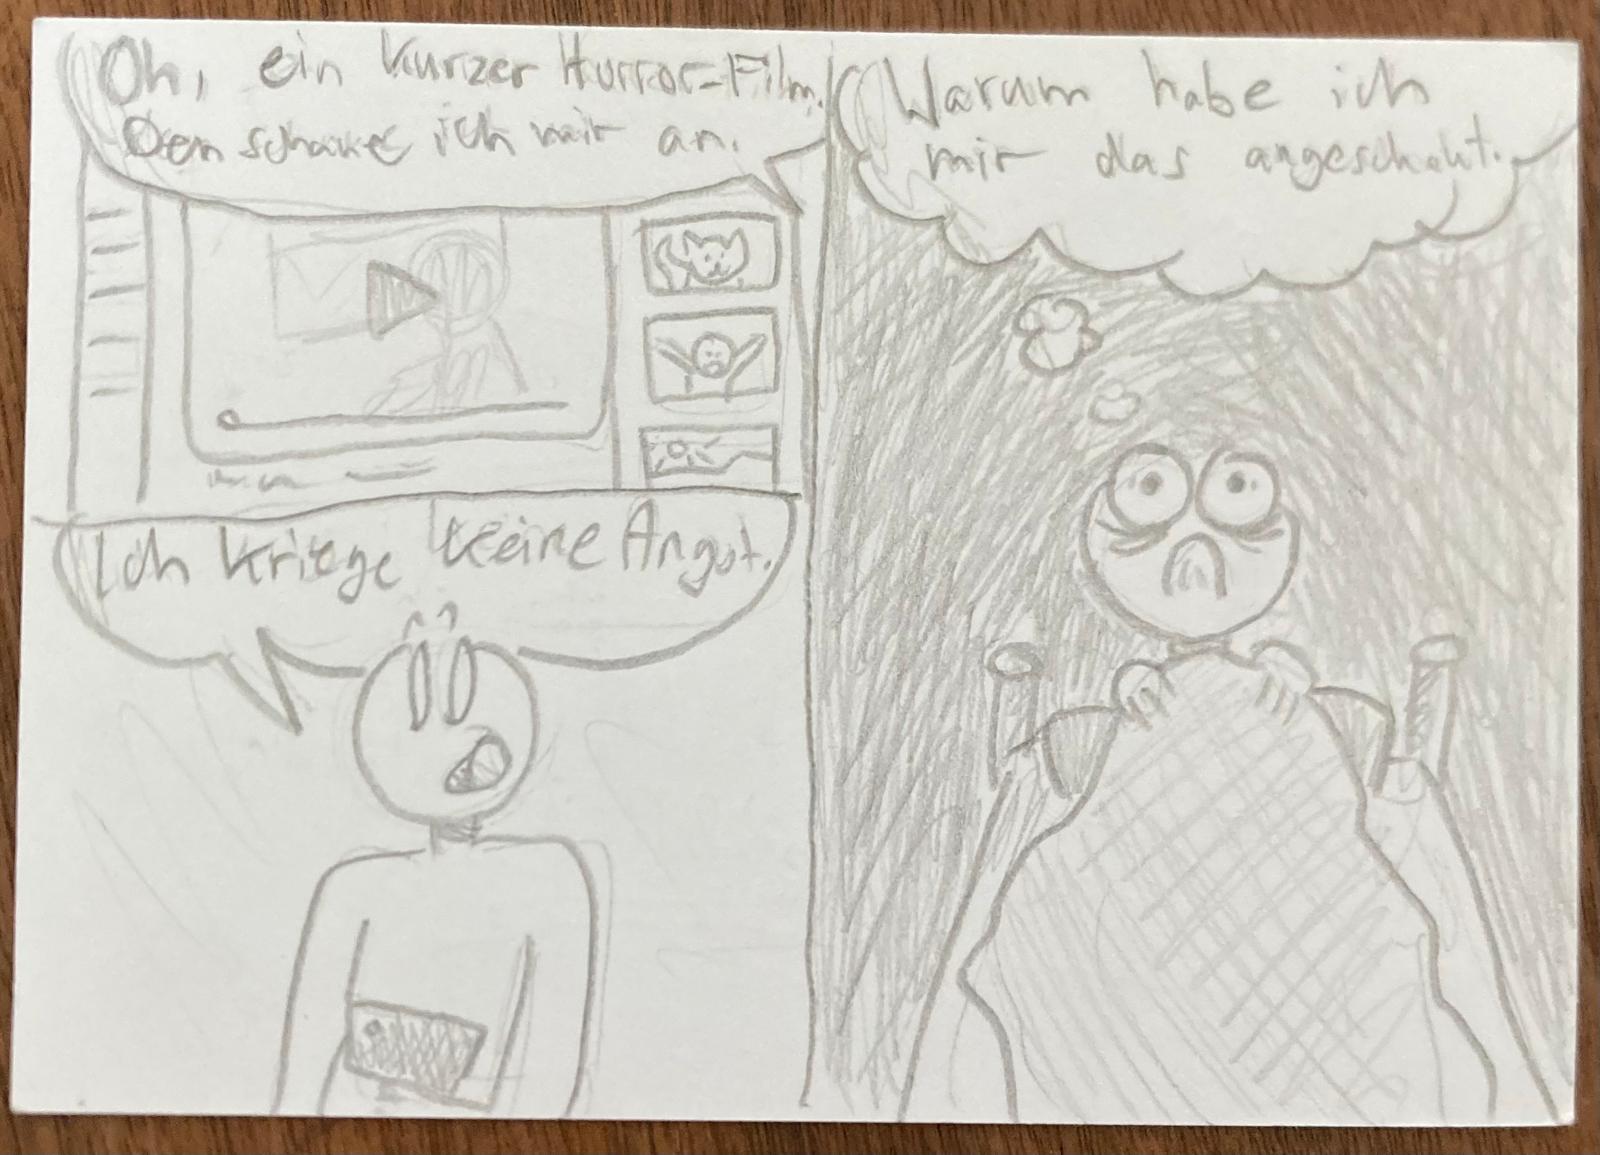 Oh, ein kurzer Horror-Film.
Den schaue ich mir an.
Ich kriege keine Angst.
Warum habe ich
mir das angeschaut.